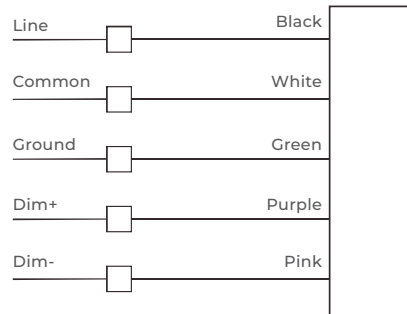 Line Black
Common White
Ground Green
Dim+ Purple
Dim- Pink